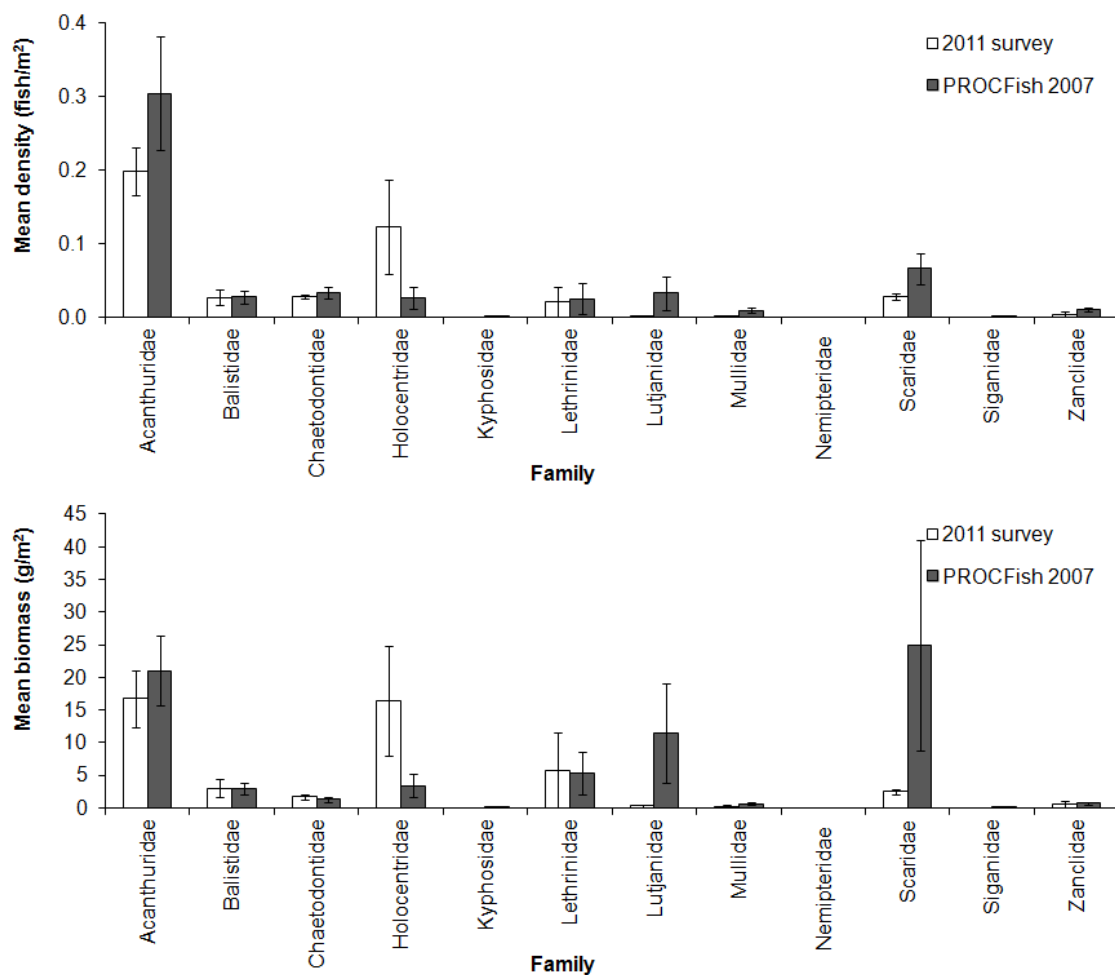 Mean density (fish/m²)
0.4
0.3
0.2
0.1
0.0
2011 survey
PROCFish 2007
Acanthuridae
Balistidae
Chaetodontidae
Holocentridae
Kyphosidae
Lethrinidae
Lutjanidae
Mullidae
Nemipteridae
Scaridae
Siganidae
Zanclidae
Family
Mean biomass (g/m²)
45
40
35
30
25
20
15
10
5
0
2011 survey
PROCFish 2007
Acanthuridae
Balistidae
Chaetodontidae
Holocentridae
Kyphosidae
Lethrinidae
Lutjanidae
Mullidae
Nemipteridae
Scaridae
Siganidae
Zanclidae
Family